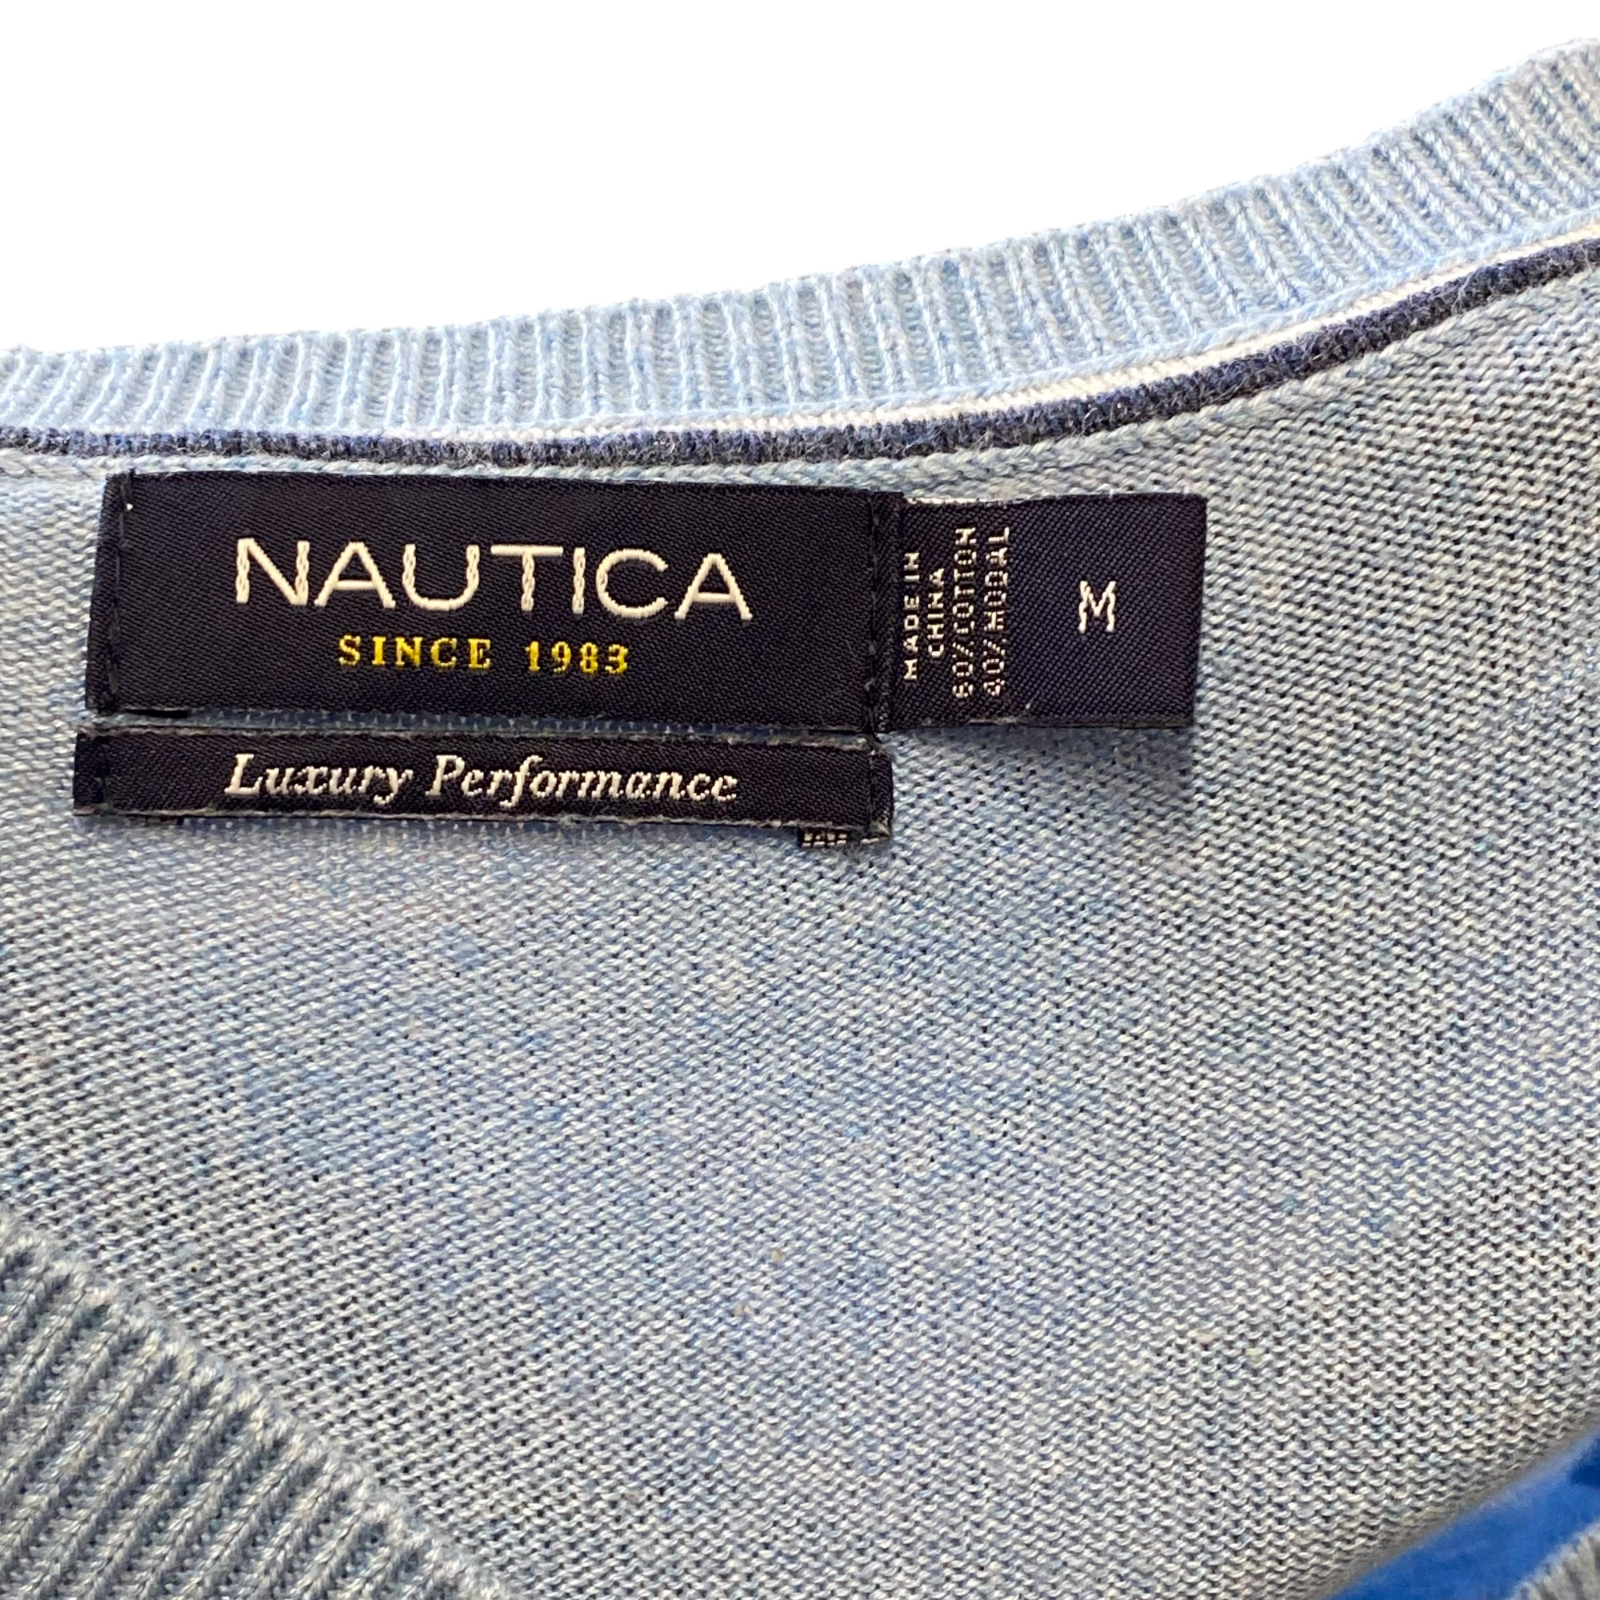 NAUTICA
SINCE 1983
Luxury Performance
MADE IN
CHINA
60/COTTON
40/MODAL
M